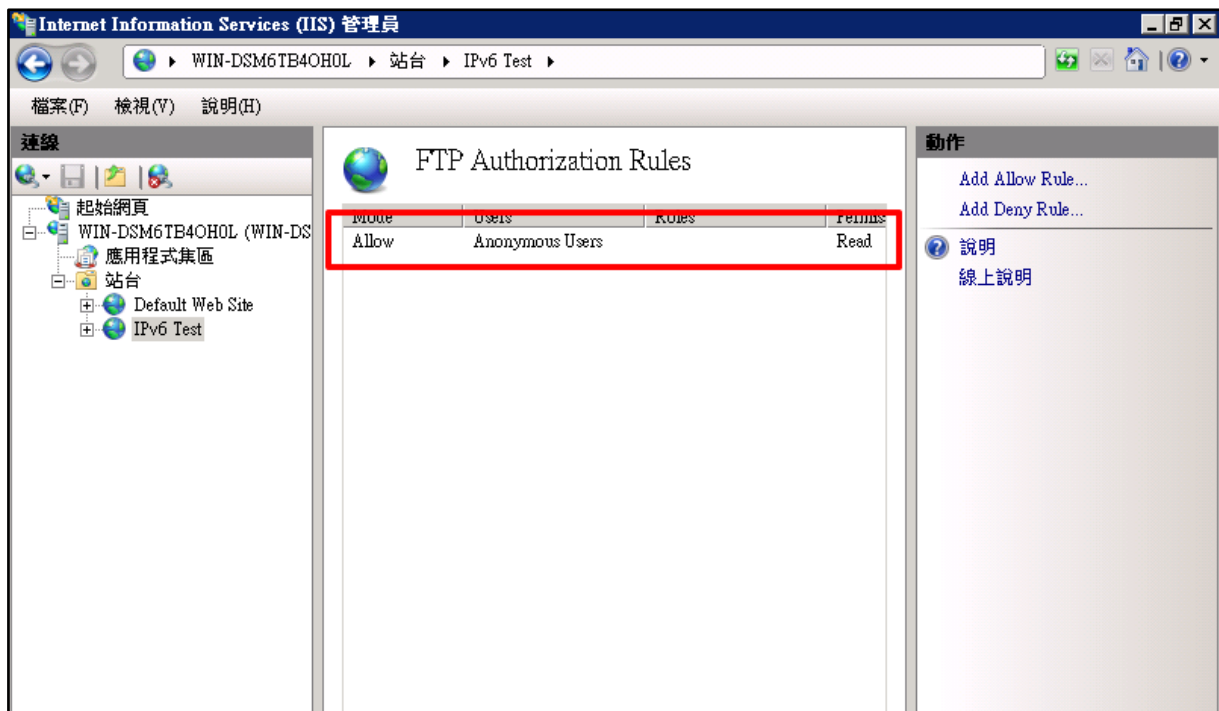 Internet Information Services (IIS) 管理員
WIN-DSM6TB4OH0L ▸ 站台 ▸ IPv6 Test ▸
檔案(F) 檢視(V) 說明(H)
連線
起始網頁
WIN-DSM6TB4OH0L (WIN-DS
應用程式集區
站台
Default Web Site
IPv6 Test
FTP Authorization Rules
Mode Users Roles Permis
Allow Anonymous Users Read
動作
Add Allow Rule...
Add Deny Rule...
說明
線上說明